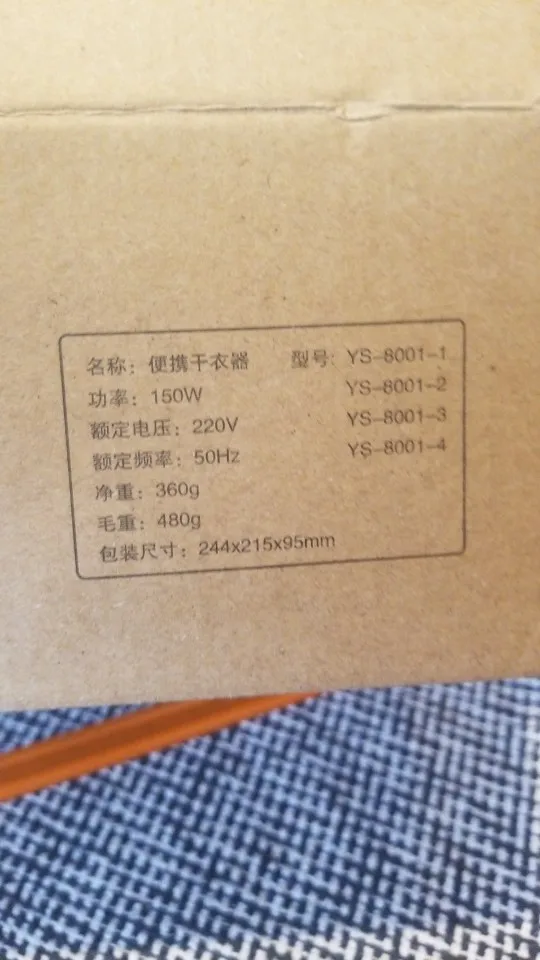 名称：便携干衣器 型号：YS-8001-1
功率：150W YS-8001-2
额定电压：220V YS-8001-3
额定频率：50Hz YS-8001-4
净重：360g
毛重：480g
包装尺寸：244x215x95mm